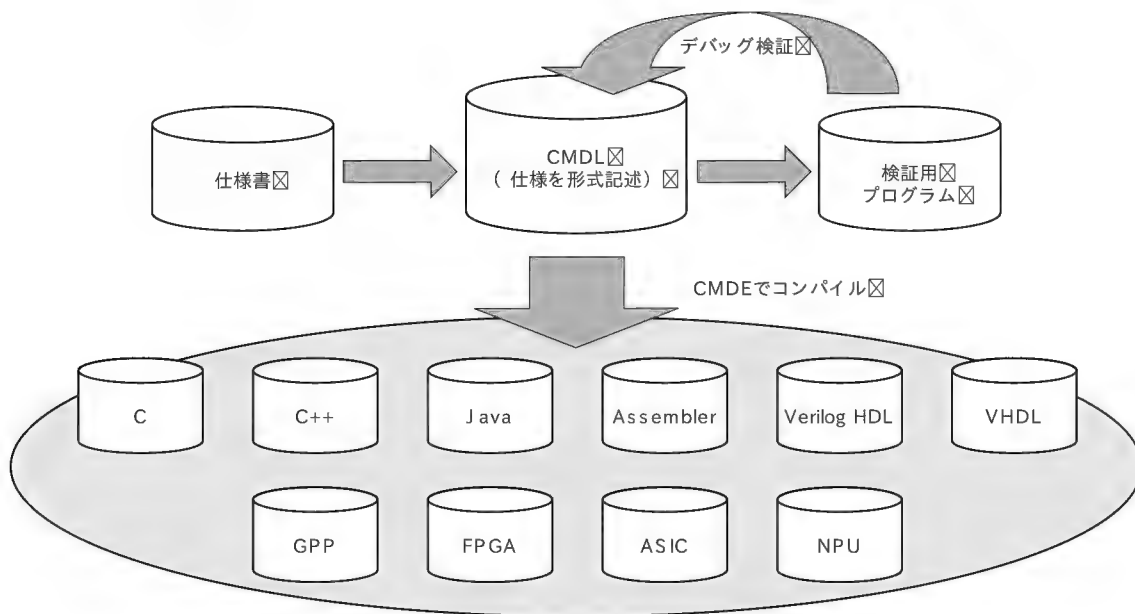 デバッグ検証
仕様書
CMDL
（仕様を形式記述）
検証用
プログラム
CMDEでコンパイル
C
C++
Java
Assembler
Verilog HDL
VHDL
GPP
FPGA
ASIC
NPU